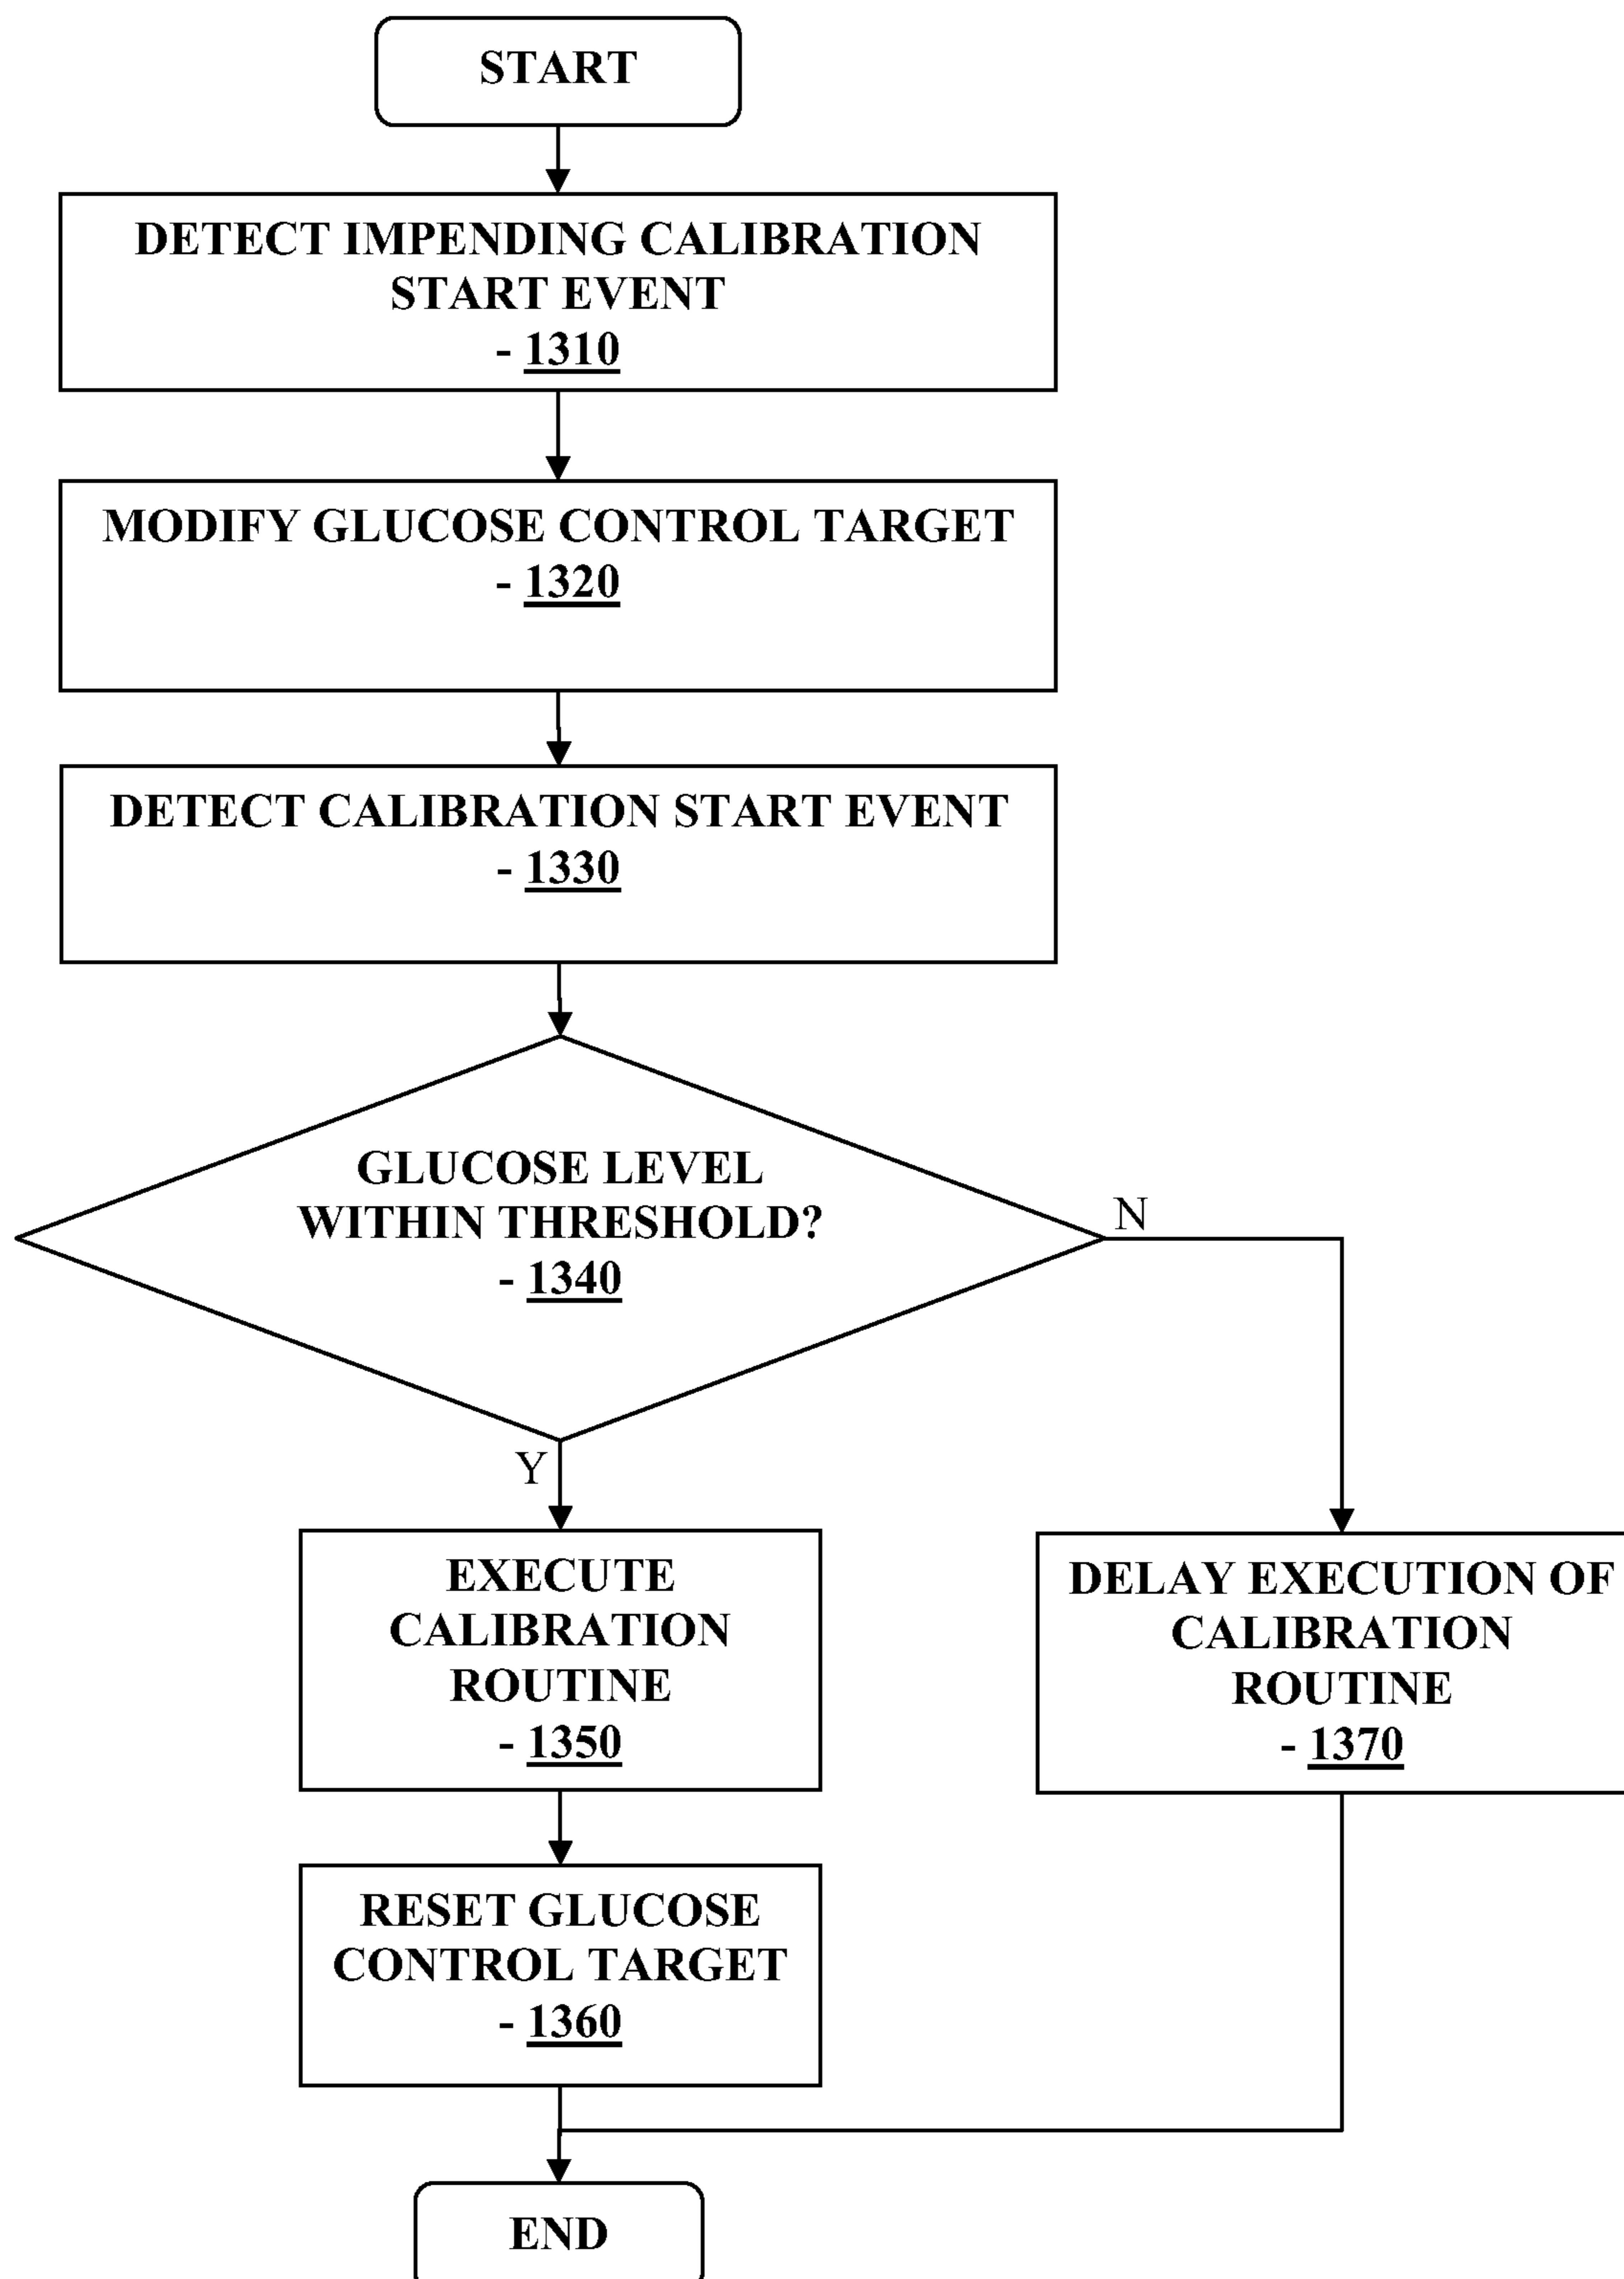 START
DETECT IMPENDING CALIBRATION
START EVENT
- 1310
MODIFY GLUCOSE CONTROL TARGET
- 1320
DETECT CALIBRATION START EVENT
- 1330
GLUCOSE LEVEL
WITHIN THRESHOLD?
- 1340
N
Y
EXECUTE
CALIBRATION
ROUTINE
- 1350
DELAY EXECUTION OF
CALIBRATION
ROUTINE
- 1370
RESET GLUCOSE
CONTROL TARGET
- 1360
END